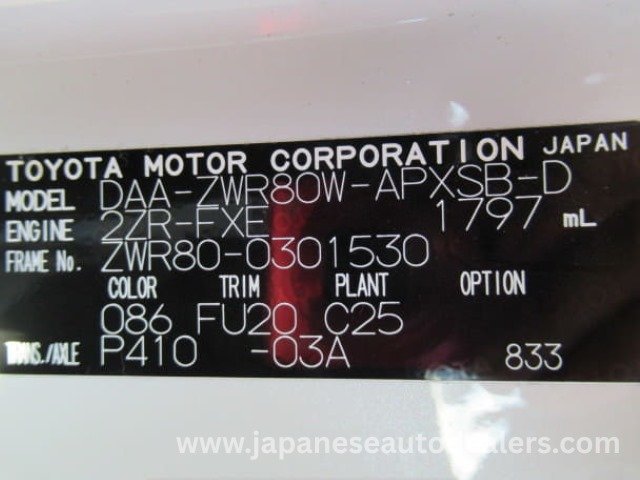 TOYOTA MOTOR CORPORATION JAPAN
MODEL DAA-ZWR80W-APXSB-D
ENGINE 2ZR-FXE 1797 mL
FRAME No. ZWR80-0301530
COLOR TRIM PLANT OPTION
086 FU20 C25
TRANS./AXLE P410 -03A 833
www.japaneseautodealers.com